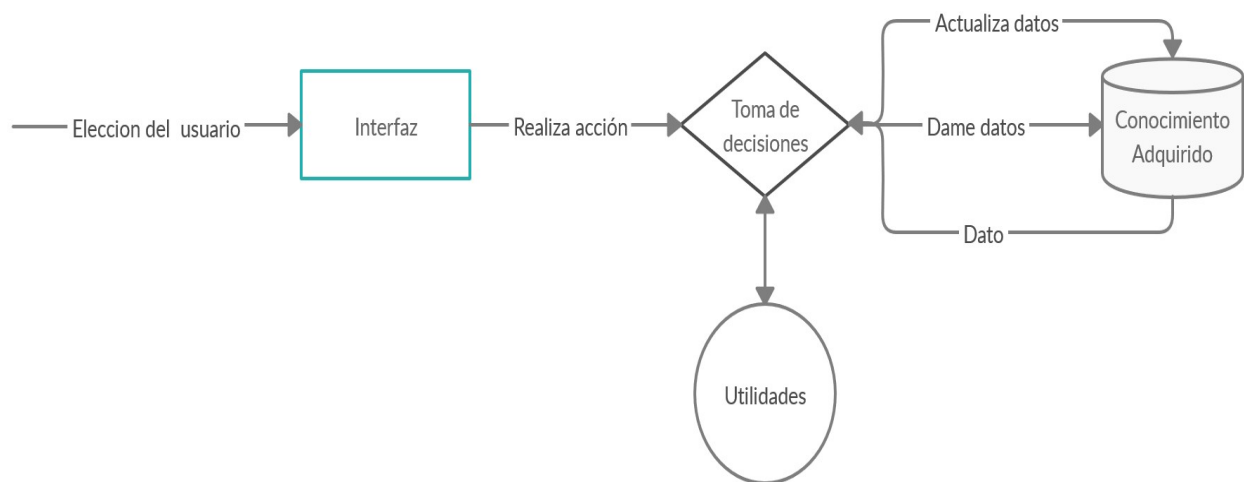 Actualiza datos
Eleccion del usuario
Interfaz
Realiza acción
Toma de
decisiones
Dame datos
Conocimiento
Adquirido
Dato
Utilidades